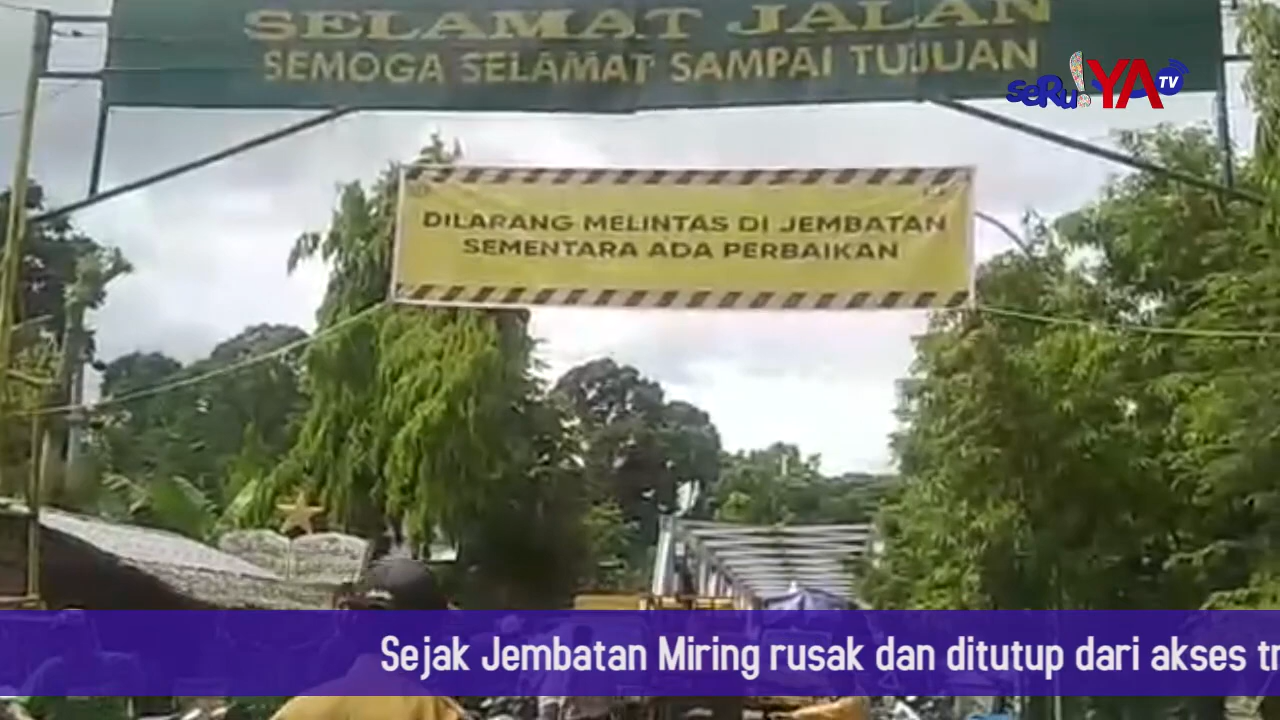 SELAMAT JALAN
SEMOGA SELAMAT SAMPAI TUJUAN
seRu!YA TV
DILARANG MELINTAS DI JEMBATAN
SEMENTARA ADA PERBAIKAN
Sejak Jembatan Miring rusak dan ditutup dari akses